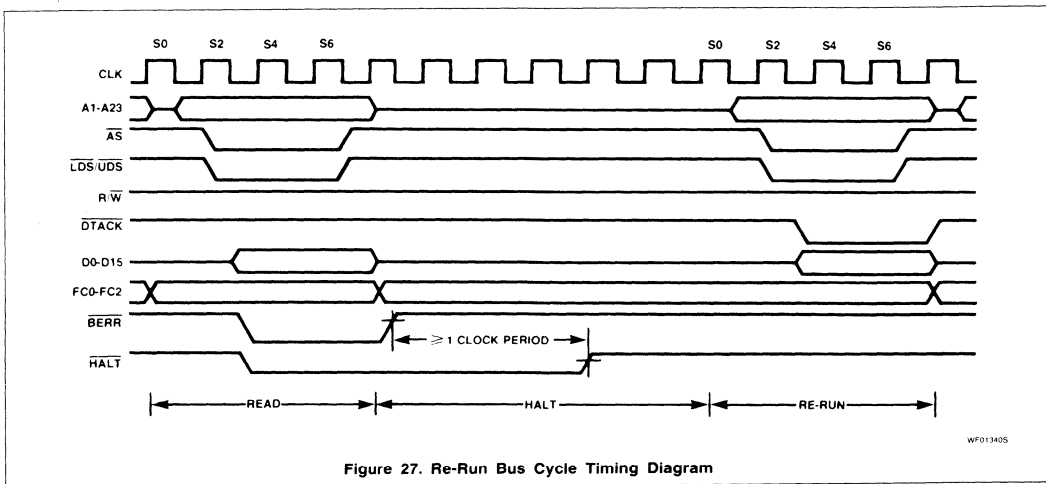 S0 S2 S4 S6 S0 S2 S4 S6
CLK
A1-A23
AS
LDS/UDS
R/W
DTACK
D0-D15
FC0-FC2
BERR
≥ 1 CLOCK PERIOD
HALT
READ HALT RE-RUN
WF01340S
Figure 27. Re-Run Bus Cycle Timing Diagram